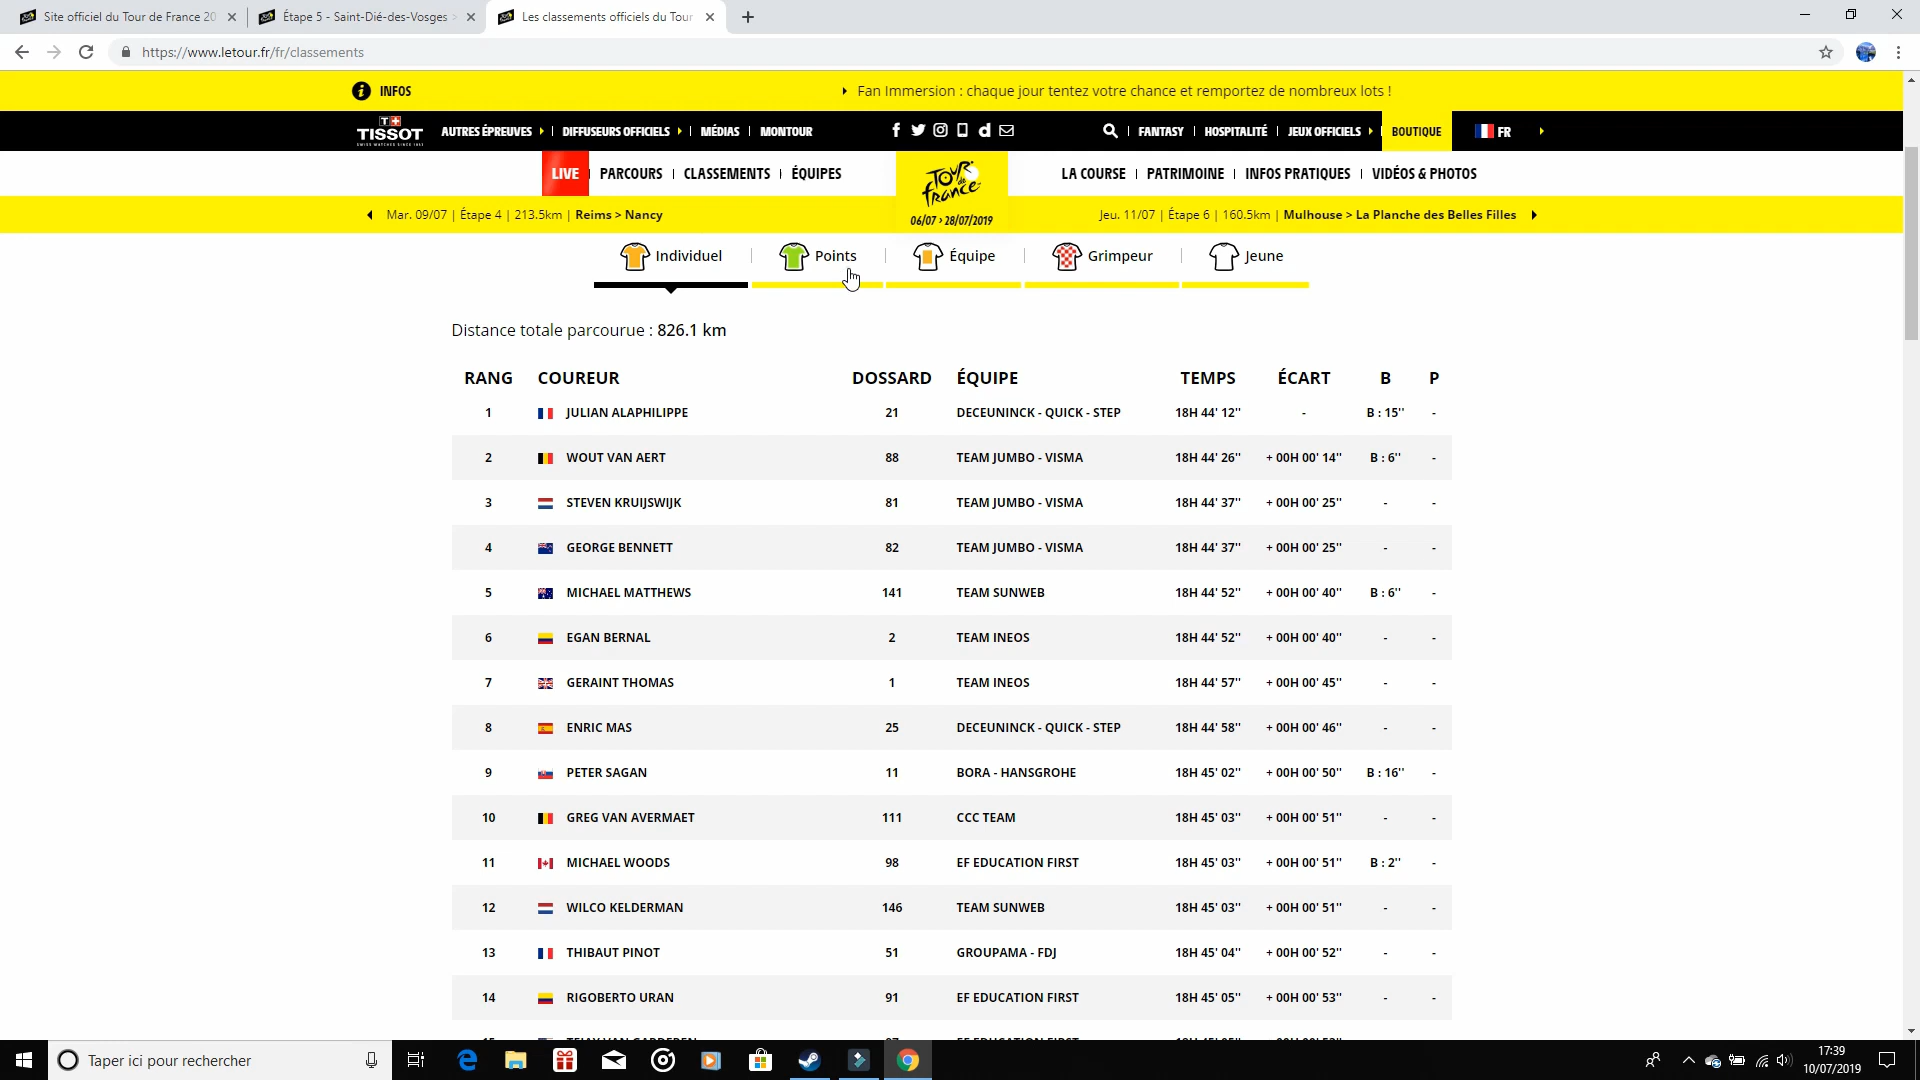 Site officiel du Tour de France 20
Étape 5 - Saint-Dié-des-Vosges >
Les classements officiels du Tour
https://www.letour.fr/fr/classements
INFOS
Fan Immersion : chaque jour tentez votre chance et remportez de nombreux lots !
TISSOT AUTRES ÉPREUVES | DIFFUSEURS OFFICIELS | MÉDIAS | MONTOUR | FANTASY | HOSPITALITÉ | JEUX OFFICIELS | BOUTIQUE FR
LIVE PARCOURS | CLASSEMENTS | ÉQUIPES TOUR de france LA COURSE | PATRIMOINE | INFOS PRATIQUES | VIDÉOS & PHOTOS
Mar. 09/07 | Étape 4 | 213.5km | Reims > Nancy 06/07 > 28/07/2019 Jeu. 11/07 | Étape 6 | 160.5km | Mulhouse > La Planche des Belles Filles
Individuel | Points | Équipe | Grimpeur | Jeune
Distance totale parcourue : 826.1 km
RANG COUREUR DOSSARD ÉQUIPE TEMPS ÉCART B P
1 JULIAN ALAPHILIPPE 21 DECEUNINCK - QUICK - STEP 18H 44' 12'' - B : 15'' -
2 WOUT VAN AERT 88 TEAM JUMBO - VISMA 18H 44' 26'' + 00H 00' 14'' B : 6'' -
3 STEVEN KRUIJSWIJK 81 TEAM JUMBO - VISMA 18H 44' 37'' + 00H 00' 25'' - -
4 GEORGE BENNETT 82 TEAM JUMBO - VISMA 18H 44' 37'' + 00H 00' 25'' - -
5 MICHAEL MATTHEWS 141 TEAM SUNWEB 18H 44' 52'' + 00H 00' 40'' B : 6'' -
6 EGAN BERNAL 2 TEAM INEOS 18H 44' 52'' + 00H 00' 40'' - -
7 GERAINT THOMAS 1 TEAM INEOS 18H 44' 57'' + 00H 00' 45'' - -
8 ENRIC MAS 25 DECEUNINCK - QUICK - STEP 18H 44' 58'' + 00H 00' 46'' - -
9 PETER SAGAN 11 BORA - HANSGROHE 18H 45' 02'' + 00H 00' 50'' B : 16'' -
10 GREG VAN AVERMAET 111 CCC TEAM 18H 45' 03'' + 00H 00' 51'' - -
11 MICHAEL WOODS 98 EF EDUCATION FIRST 18H 45' 03'' + 00H 00' 51'' B : 2'' -
12 WILCO KELDERMAN 146 TEAM SUNWEB 18H 45' 03'' + 00H 00' 51'' - -
13 THIBAUT PINOT 51 GROUPAMA - FDJ 18H 45' 04'' + 00H 00' 52'' - -
14 RIGOBERTO URAN 91 EF EDUCATION FIRST 18H 45' 05'' + 00H 00' 53'' - -
Taper ici pour rechercher
17:39
10/07/2019